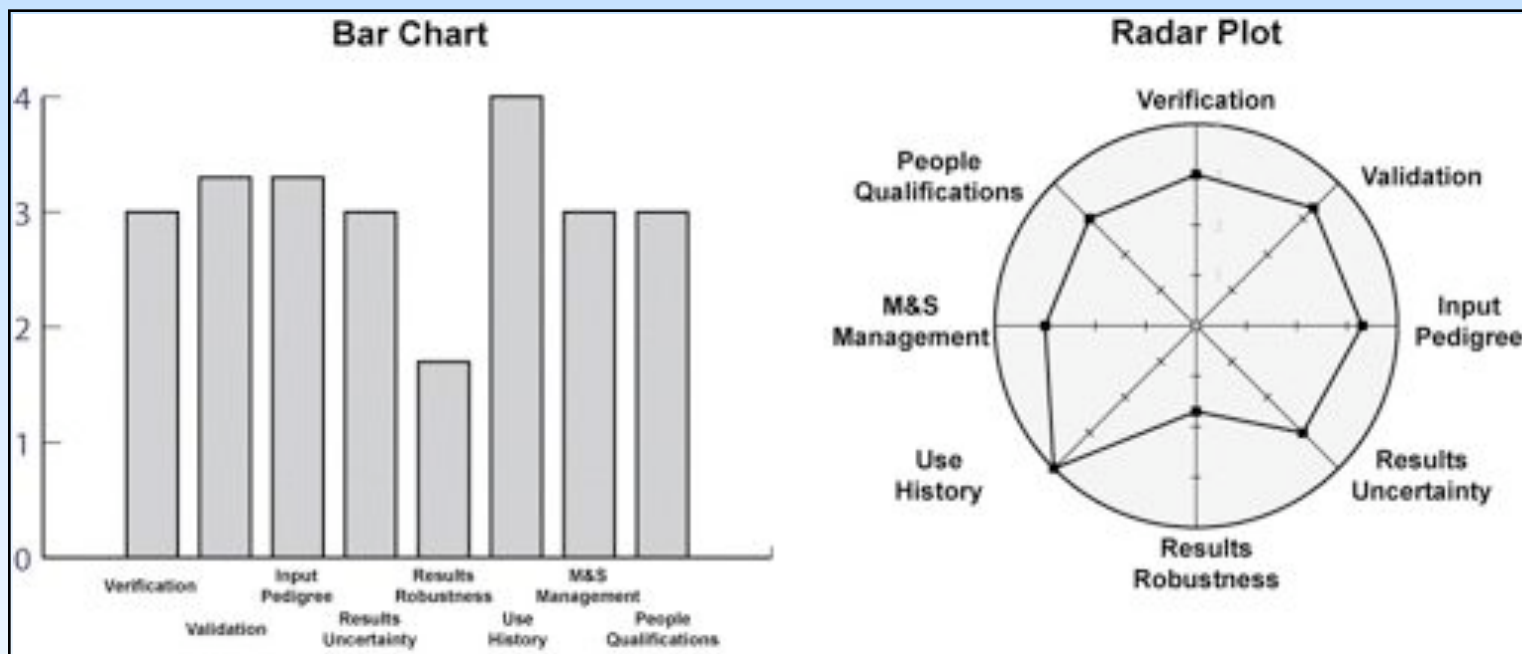 Bar Chart
4
3
2
1
0
Verification
Validation
Input
Pedigree
Results
Uncertainty
Results
Robustness
Use
History
M&S
Management
People
Qualifications
Radar Plot
Verification
Validation
Input
Pedigree
Results
Uncertainty
Results
Robustness
Use
History
M&S
Management
People
Qualifications